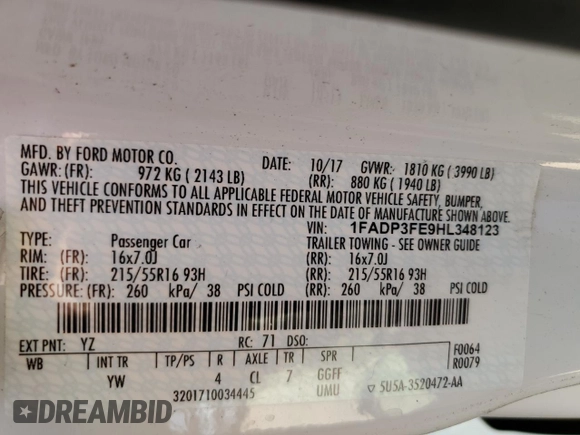 MFD. BY FORD MOTOR CO.
DATE: 10/17 GVWR: 1810 KG ( 3990 LB)
GAWR: (FR): 972 KG ( 2143 LB) (RR): 880 KG ( 1940 LB)
THIS VEHICLE CONFORMS TO ALL APPLICABLE FEDERAL MOTOR VEHICLE SAFETY, BUMPER,
AND THEFT PREVENTION STANDARDS IN EFFECT ON THE DATE OF MANUFACTURE SHOWN ABOVE.
VIN: 1FADP3FE9HL348123
TYPE: Passenger Car TRAILER TOWING - SEE OWNER GUIDE
RIM: (FR): 16x7.0J (RR): 16x7.0J
TIRE: (FR): 215/55R16 93H (RR): 215/55R16 93H
PRESSURE: (FR): 260 kPa/ 38 PSI COLD (RR): 260 kPa/ 38 PSI COLD
EXT PNT: YZ RC: 71 DSO: F0064
WB INT TR TP/PS R AXLE TR SPR R0079
YW 4 CL 7 GGFF
3201710034445 UMU ▽ 5U5A-3520472-AA
DREAMBID